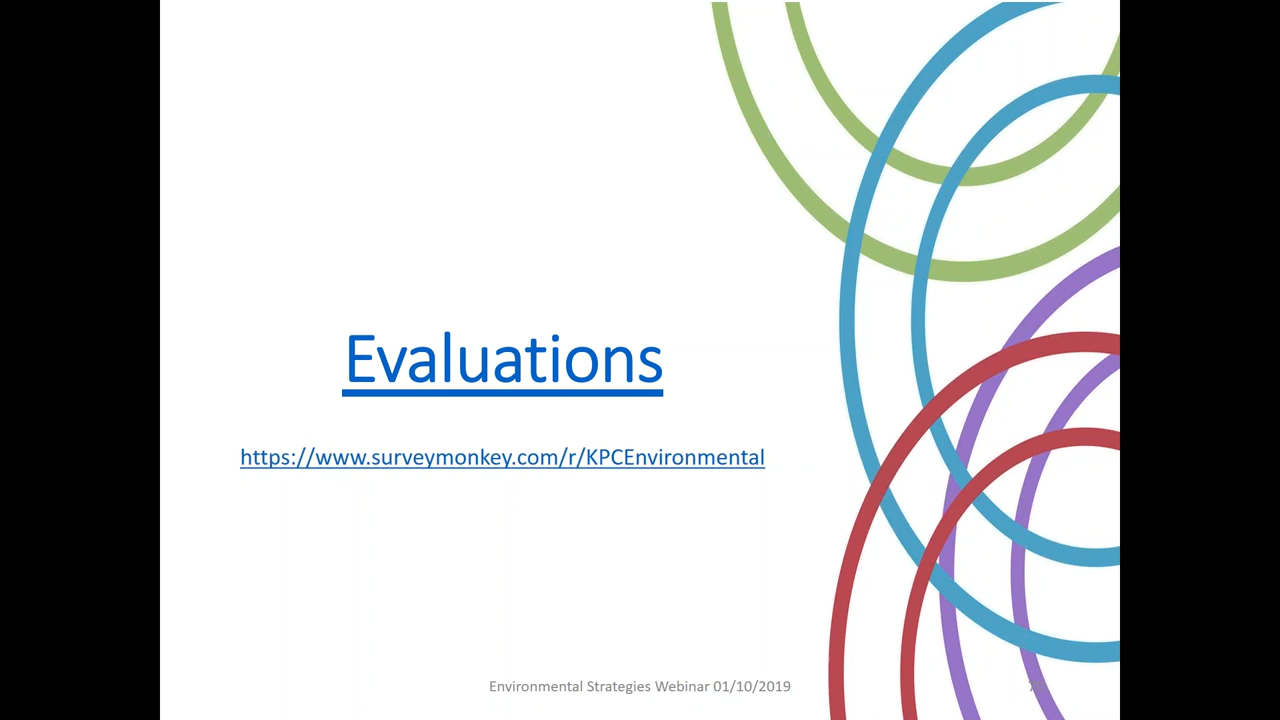 Evaluations
https://www.surveymonkey.com/r/KPCEnvironmental
Environmental Strategies Webinar 01/10/2019